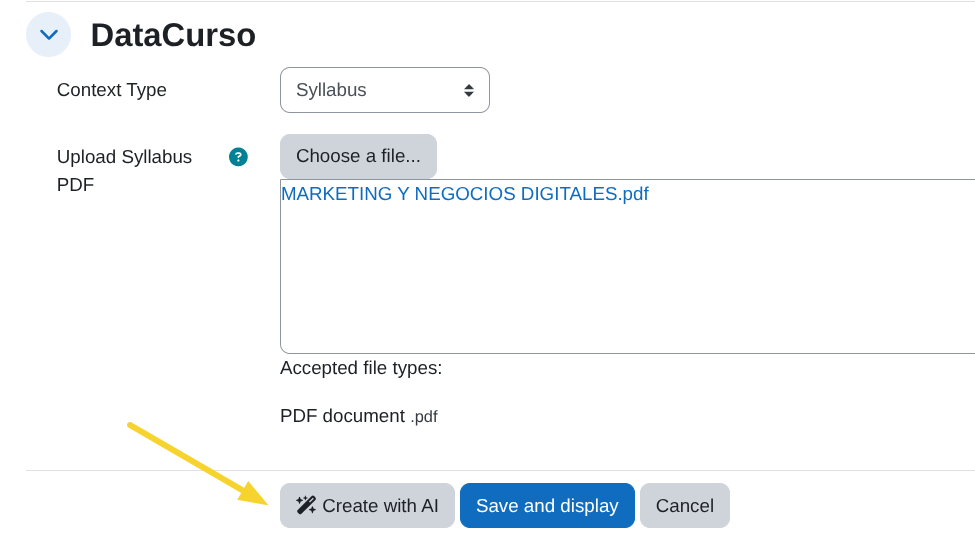 DataCurso
Context Type
Syllabus
Upload Syllabus
PDF
?
Choose a file...
MARKETING Y NEGOCIOS DIGITALES.pdf
Accepted file types:
PDF document .pdf
Create with AI
Save and display
Cancel